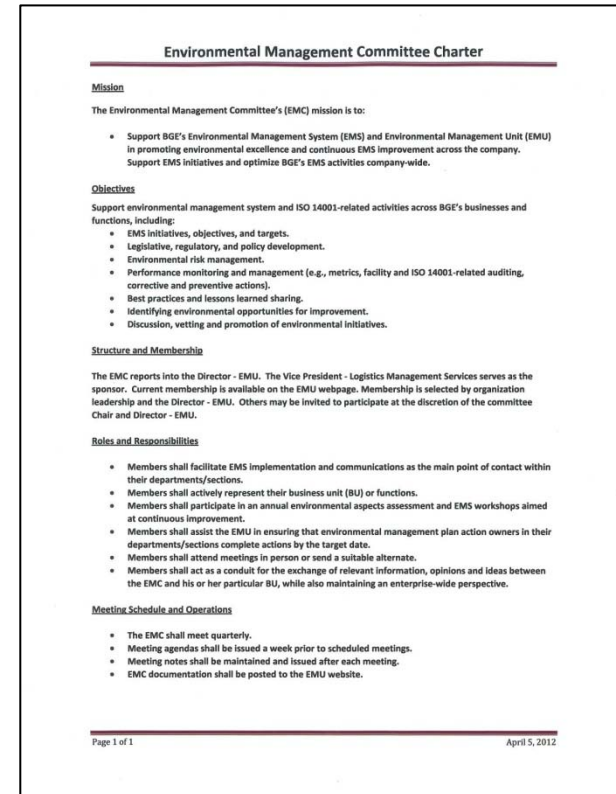 Environmental Management Committee Charter
Mission
The Environmental Management Committee's (EMC) mission is to:
• Support BGE's Environmental Management System (EMS) and Environmental Management Unit (EMU)
in promoting environmental excellence and continuous EMS improvement across the company.
Support EMS initiatives and optimize BGE's EMS activities company-wide.
Objectives
Support environmental management system and ISO 14001-related activities across BGE's businesses and
functions, including:
• EMS initiatives, objectives, and targets.
• Legislative, regulatory, and policy development.
• Environmental risk management.
• Performance monitoring and management (e.g., metrics, facility and ISO 14001-related auditing,
corrective and preventive actions).
• Best practices and lessons learned sharing.
• Identifying environmental opportunities for improvement.
• Discussion, vetting and promotion of environmental initiatives.
Structure and Membership
The EMC reports into the Director - EMU. The Vice President - Logistics Management Services serves as the
sponsor. Current membership is available on the EMU webpage. Membership is selected by organization
leadership and the Director - EMU. Others may be invited to participate at the discretion of the committee
Chair and Director - EMU.
Roles and Responsibilities
• Members shall facilitate EMS implementation and communications as the main point of contact within
their departments/sections.
• Members shall actively represent their business unit (BU) or functions.
• Members shall participate in an annual environmental aspects assessment and EMS workshops aimed
at continuous improvement.
• Members shall assist the EMU in ensuring that environmental management plan action owners in their
departments/sections complete actions by the target date.
• Members shall attend meetings in person or send a suitable alternate.
• Members shall act as a conduit for the exchange of relevant information, opinions and ideas between
the EMC and his or her particular BU, while also maintaining an enterprise-wide perspective.
Meeting Schedule and Operations
• The EMC shall meet quarterly.
• Meeting agendas shall be issued a week prior to scheduled meetings.
• Meeting notes shall be maintained and issued after each meeting.
• EMC documentation shall be posted to the EMU website.
Page 1 of 1
April 5, 2012